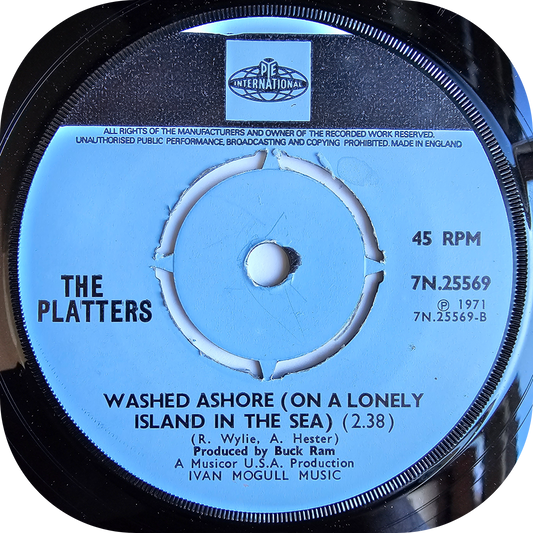 PYE
INTERNATIONAL
ALL RIGHTS OF THE MANUFACTURERS AND OWNER OF THE RECORDED WORK RESERVED.
UNAUTHORISED PUBLIC PERFORMANCE, BROADCASTING AND COPYING PROHIBITED. MADE IN ENGLAND
45 RPM
7N.25569
Ⓟ 1971
7N.25569-B
THE
PLATTERS
WASHED ASHORE (ON A LONELY
ISLAND IN THE SEA) (2.38)
(R. Wylie, A. Hester)
Produced by Buck Ram
A Musicor U.S.A. Production
IVAN MOGULL MUSIC